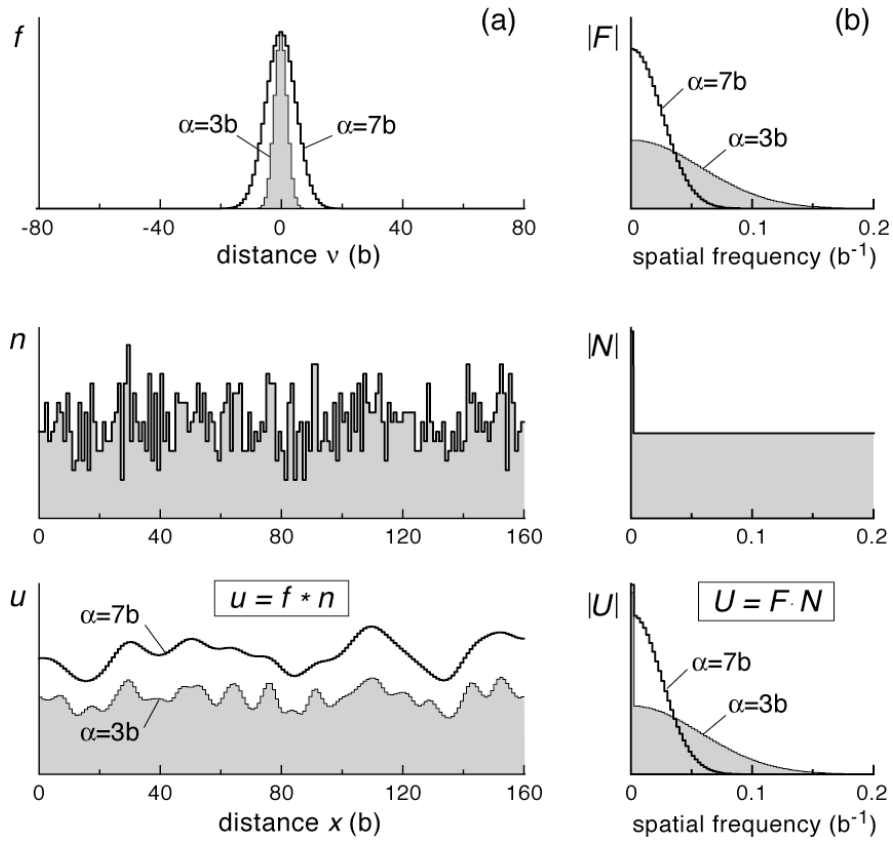 (a)
f
α=3b
α=7b
-80 -40 0 40 80
distance ν (b)
(b)
|F|
α=7b
α=3b
0 0.1 0.2
spatial frequency (b⁻¹)
n
0 40 80 120 160
|N|
0 0.1 0.2
u
u = f * n
α=7b
α=3b
0 40 80 120 160
distance x (b)
|U|
U = F · N
α=7b
α=3b
0 0.1 0.2
spatial frequency (b⁻¹)